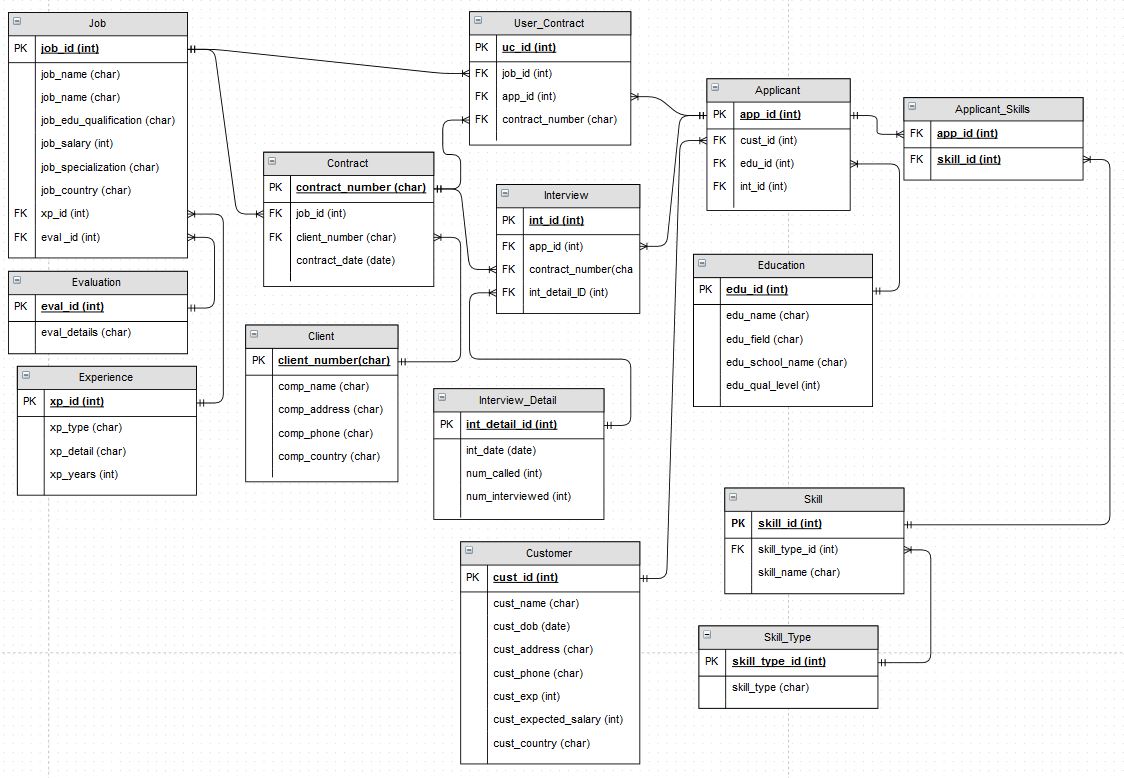 Job
PK job_id (int)
job_name (char)
job_name (char)
job_edu_qualification (char)
job_salary (int)
job_specialization (char)
job_country (char)
FK xp_id (int)
FK eval _id (int)
Evaluation
PK eval_id (int)
eval_details (char)
Experience
PK xp_id (int)
xp_type (char)
xp_detail (char)
xp_years (int)
Contract
PK contract_number (char)
FK job_id (int)
FK client_number (char)
contract_date (date)
Client
PK client_number(char)
comp_name (char)
comp_address (char)
comp_phone (char)
comp_country (char)
User_Contract
PK uc_id (int)
FK job_id (int)
FK app_id (int)
FK contract_number (char)
Interview
PK int_id (int)
FK app_id (int)
FK contract_number(cha
FK int_detail_ID (int)
Interview_Detail
PK int_detail_id (int)
int_date (date)
num_called (int)
num_interviewed (int)
Customer
PK cust_id (int)
cust_name (char)
cust_dob (date)
cust_address (char)
cust_phone (char)
cust_exp (int)
cust_expected_salary (int)
cust_country (char)
Applicant
PK app_id (int)
FK cust_id (int)
FK edu_id (int)
FK int_id (int)
Applicant_Skills
FK app_id (int)
FK skill_id (int)
Education
PK edu_id (int)
edu_name (char)
edu_field (char)
edu_school_name (char)
edu_qual_level (int)
Skill
PK skill_id (int)
FK skill_type_id (int)
skill_name (char)
Skill_Type
PK skill_type_id (int)
skill_type (char)